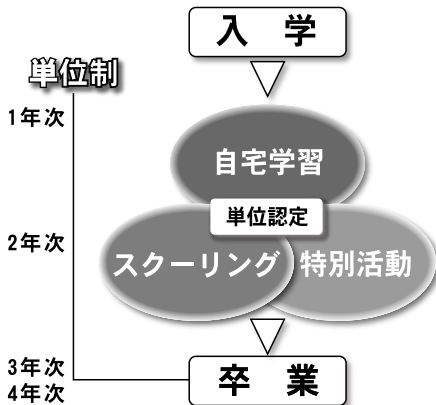 入学
単位制
1年次
自宅学習
単位認定
2年次
スクーリング
特別活動
3年次
4年次
卒業